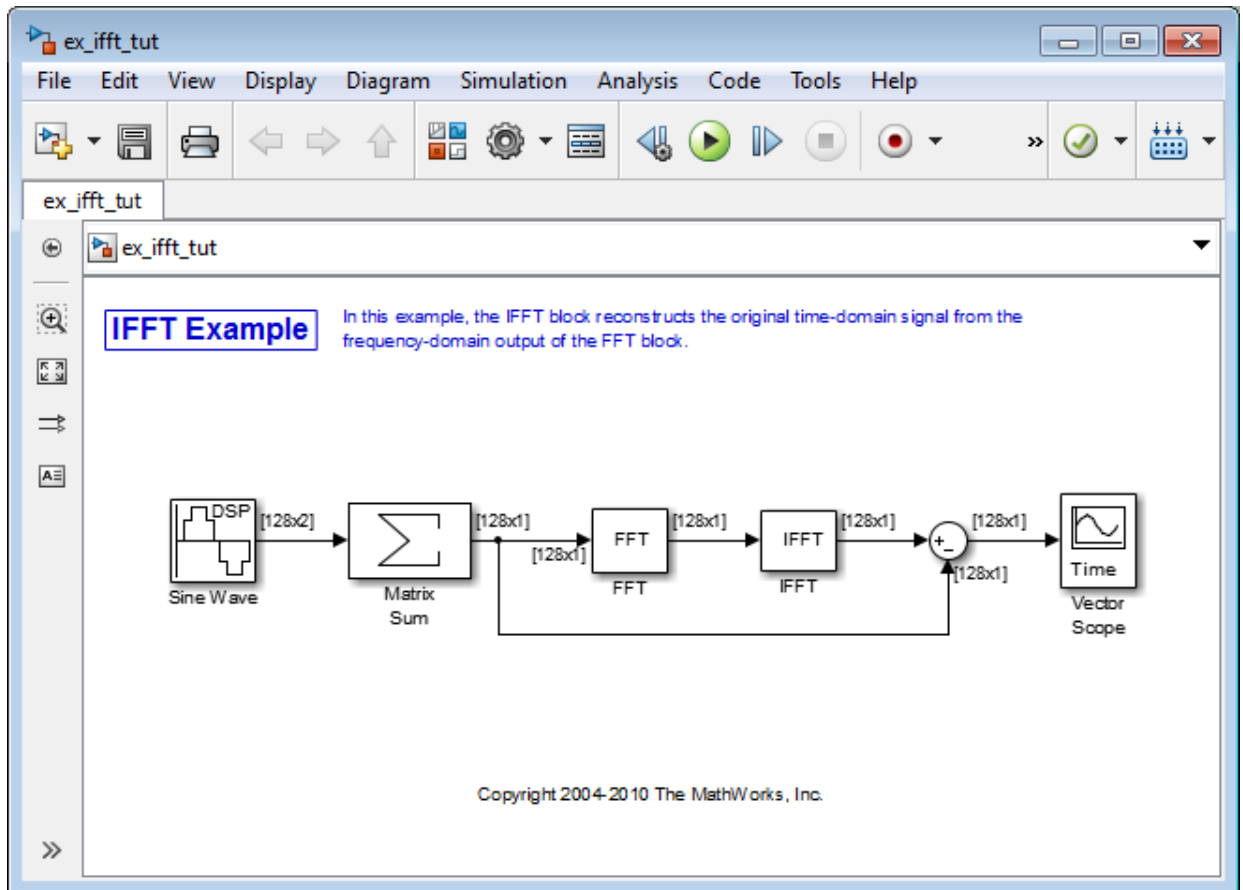 ex_ifft_tut
File Edit View Display Diagram Simulation Analysis Code Tools Help
»
ex_ifft_tut
ex_ifft_tut
IFFT Example
In this example, the IFFT block reconstructs the original time-domain signal from the
frequency-domain output of the FFT block.
A
DSP
[128x2]
Sine Wave
Matrix
Sum
[128x1]
[128x1]
FFT
FFT
[128x1]
IFFT
IFFT
[128x1]
+
-
[128x1]
[128x1]
Time
Vector
Scope
Copyright 2004-2010 The MathWorks, Inc.
»